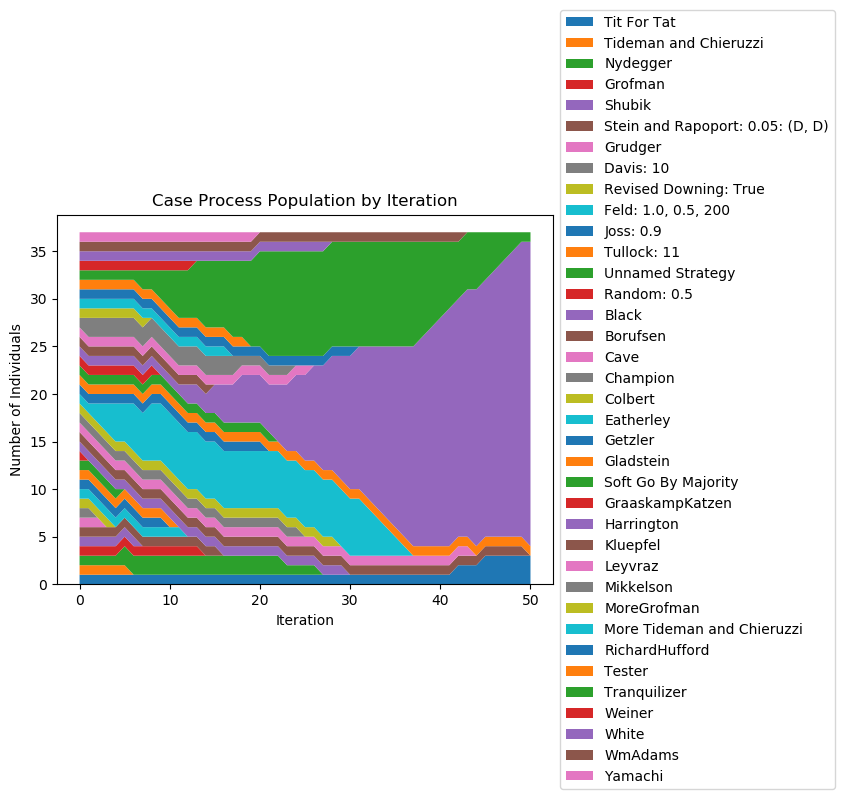 Case Process Population by Iteration
Number of Individuals
35
30
25
20
15
10
5
0
0 10 20 30 40 50
Iteration
Tit For Tat
Tideman and Chieruzzi
Nydegger
Grofman
Shubik
Stein and Rapoport: 0.05: (D, D)
Grudger
Davis: 10
Revised Downing: True
Feld: 1.0, 0.5, 200
Joss: 0.9
Tullock: 11
Unnamed Strategy
Random: 0.5
Black
Borufsen
Cave
Champion
Colbert
Eatherley
Getzler
Gladstein
Soft Go By Majority
GraaskampKatzen
Harrington
Kluepfel
Leyvraz
Mikkelson
MoreGrofman
More Tideman and Chieruzzi
RichardHufford
Tester
Tranquilizer
Weiner
White
WmAdams
Yamachi